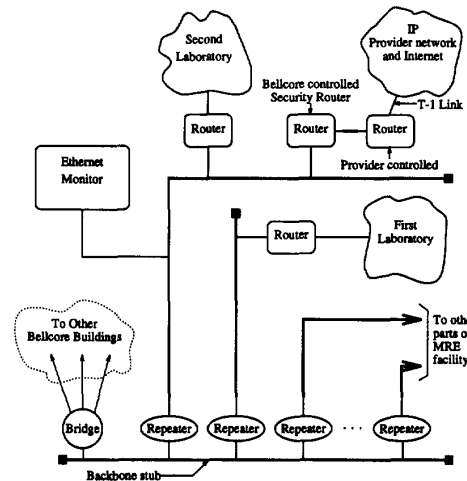 Second
Laboratory
IP
Provider network
and Internet
Bellcore controlled
Security Router
T-1 Link
Router
Router
Router
Provider controlled
Ethernet
Monitor
Router
First
Laboratory
To Other
Bellcore Buildings
To othe
parts o
MRE
facility
Bridge
Repeater
Repeater
Repeater
. . .
Repeater
Backbone stub